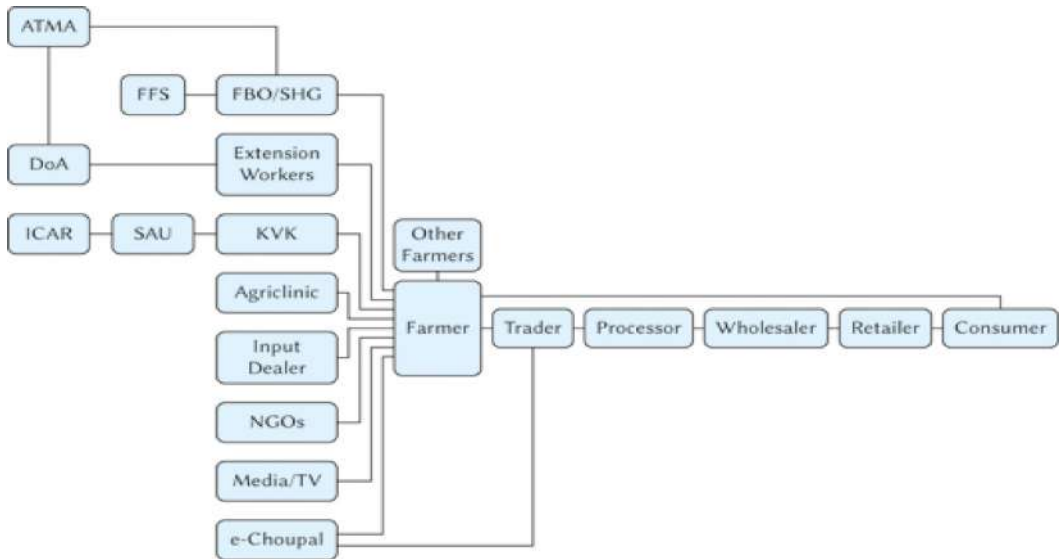 ATMA
FFS
FBO/SHG
DoA
Extension
Workers
ICAR
SAU
KVK
Other
Farmers
Agriclinic
Farmer
Trader
Processor
Wholesaler
Retailer
Consumer
Input
Dealer
NGOs
Media/TV
e-Choupal